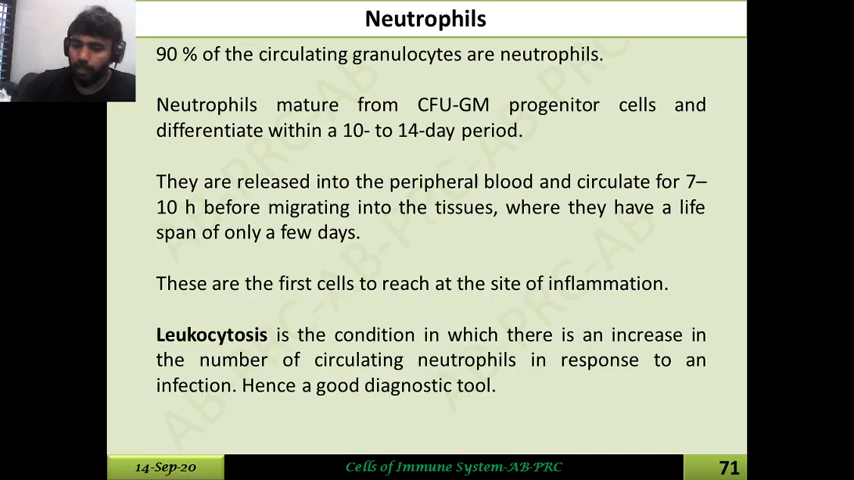 Neutrophils
90 % of the circulating granulocytes are neutrophils.
Neutrophils mature from CFU-GM progenitor cells and
differentiate within a 10- to 14-day period.
They are released into the peripheral blood and circulate for 7–
10 h before migrating into the tissues, where they have a life
span of only a few days.
These are the first cells to reach at the site of inflammation.
Leukocytosis is the condition in which there is an increase in
the number of circulating neutrophils in response to an
infection. Hence a good diagnostic tool.
14-Sep-20
Cells of Immune System-AB-PRC
71